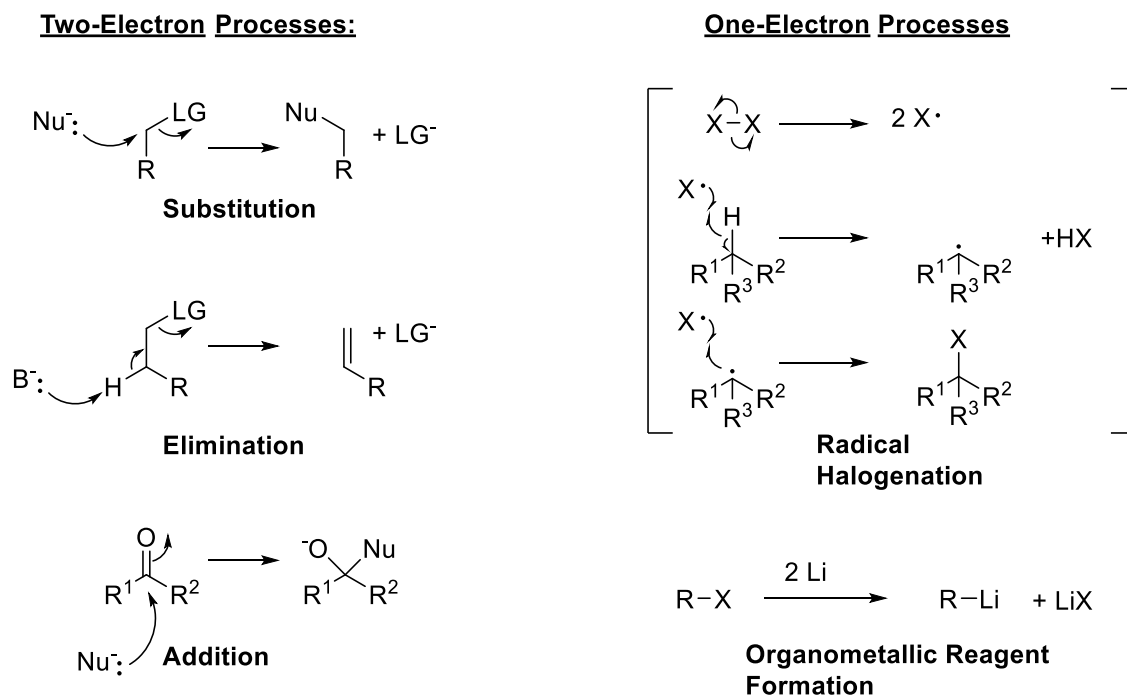 Two-Electron Processes:
Nu⁻:
LG
R
Nu
R
+ LG⁻
Substitution
LG
B⁻:
H
R
R
+ LG⁻
Elimination
O
R¹ R²
Nu⁻:
⁻O Nu
R¹ R²
Addition
One-Electron Processes
X–X
2 X•
X•
H
R¹ R²
R³
•
R¹ R²
R³
+HX
X•
•
R¹ R²
R³
X
R¹ R²
R³
Radical
Halogenation
R–X
2 Li
R–Li + LiX
Organometallic Reagent
Formation